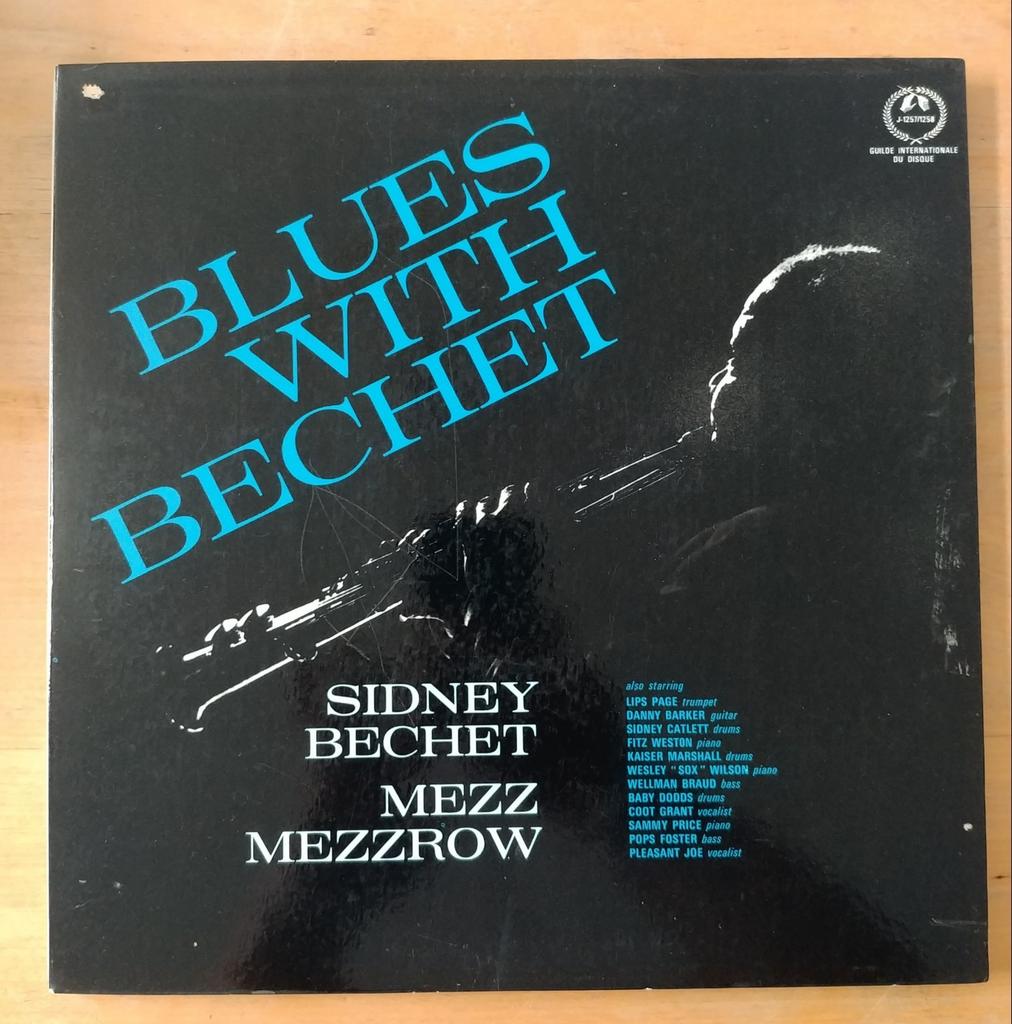 J-1257/1258
GUILDE INTERNATIONALE
DU DISQUE
BLUES
WITH
BECHET
SIDNEY
BECHET
MEZZ
MEZZROW
also starring
LIPS PAGE trumpet
DANNY BARKER guitar
SIDNEY CATLETT drums
FITZ WESTON piano
KAISER MARSHALL drums
WESLEY "SOX" WILSON piano
WELLMAN BRAUD bass
BABY DODDS drums
COOT GRANT vocalist
SAMMY PRICE piano
POPS FOSTER bass
PLEASANT JOE vocalist